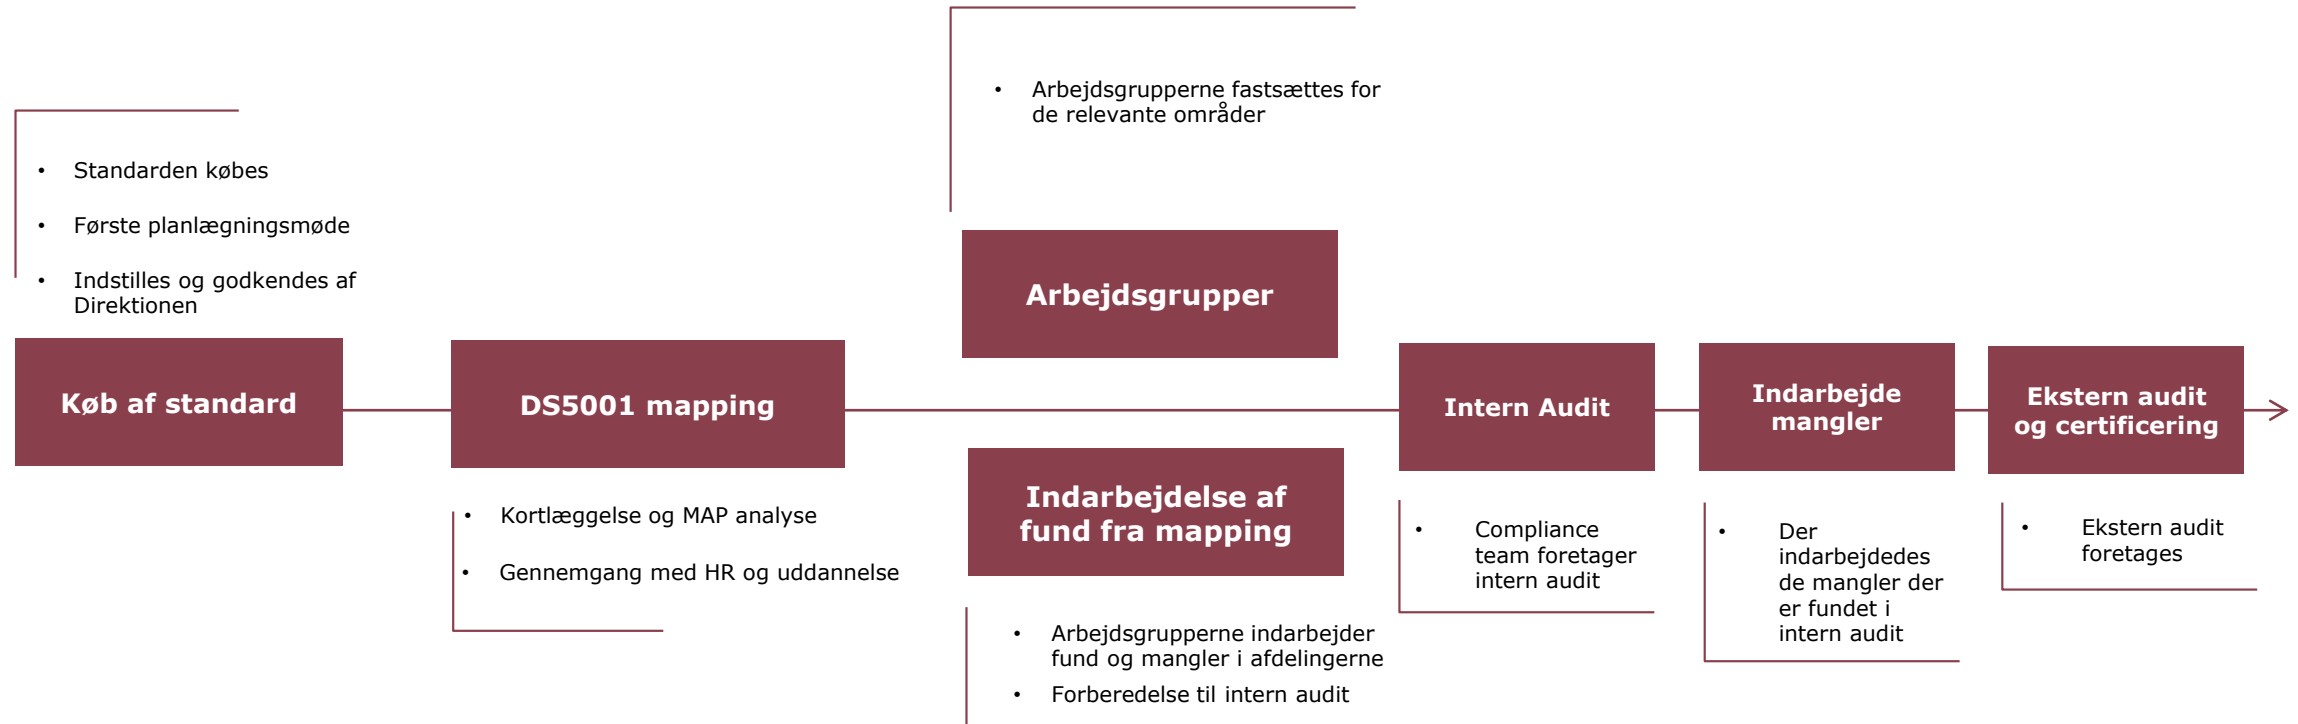 • Standarden købes
• Første planlægningsmøde
• Indstilles og godkendes af
Direktionen
Køb af standard
DS5001 mapping
• Kortlæggelse og MAP analyse
• Gennemgang med HR og uddannelse
• Arbejdsgrupperne fastsættes for
de relevante områder
Arbejdsgrupper
Indarbejdelse af
fund fra mapping
• Arbejdsgrupperne indarbejder
fund og mangler i afdelingerne
• Forberedelse til intern audit
Intern Audit
• Compliance
team foretager
intern audit
Indarbejde
mangler
• Der
indarbejdedes
de mangler der
er fundet i
intern audit
Ekstern audit
og certificering
• Ekstern audit
foretages